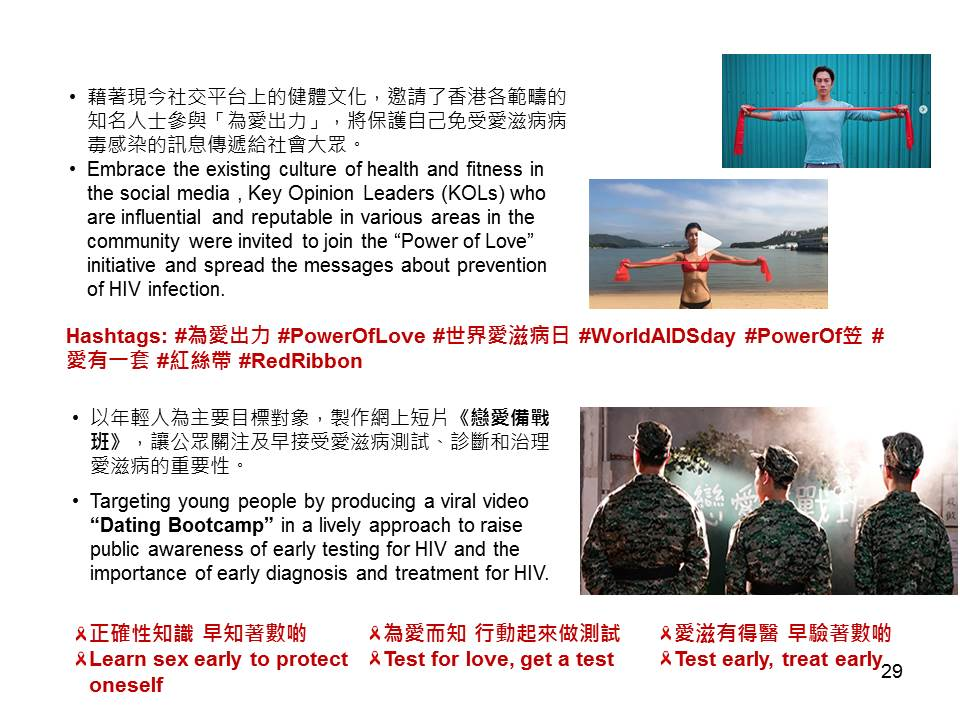 • 藉著現今社交平台上的健體文化，邀請了香港各範疇的
知名人士參與「為愛出力」，將保護自己免受愛滋病病
毒感染的訊息傳遞給社會大眾。
• Embrace the existing culture of health and fitness in
the social media , Key Opinion Leaders (KOLs) who
are influential and reputable in various areas in the
community were invited to join the “Power of Love”
initiative and spread the messages about prevention
of HIV infection.
Hashtags: #為愛出力 #PowerOfLove #世界愛滋病日 #WorldAIDSday #PowerOf笠 #
愛有一套 #紅絲帶 #RedRIbbon
• 以年輕人為主要目標對象，製作網上短片《戀愛備戰
班》，讓公眾關注及早接受愛滋病測試、診斷和治理
愛滋病的重要性。
• Targeting young people by producing a viral video
“Dating Bootcamp” in a lively approach to raise
public awareness of early testing for HIV and the
importance of early diagnosis and treatment for HIV.
戀愛 戰班
正確性知識 早知著數啲
Learn sex early to protect
oneself
為愛而知 行動起來做測試
Test for love, get a test
愛滋有得醫 早驗著數啲
Test early, treat early
29